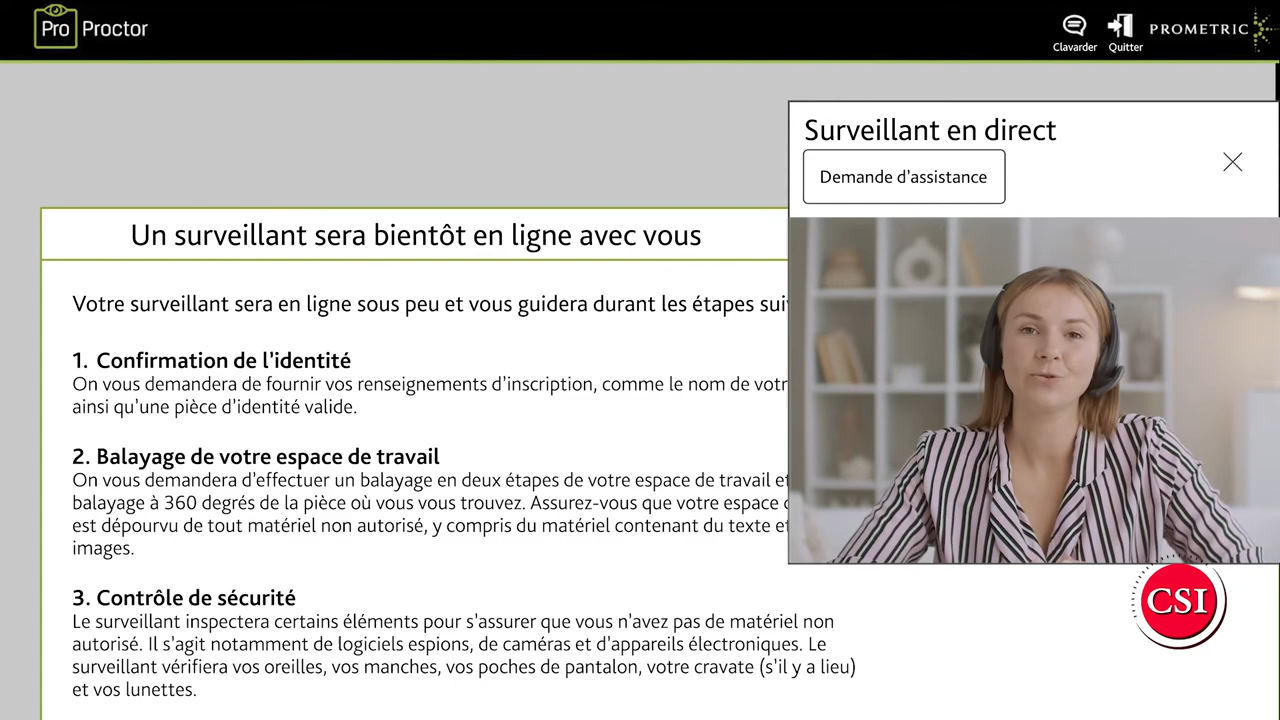 Pro Proctor
Clavarder
Quitter
PROMETRIC
Surveillant en direct
Demande d'assistance
Un surveillant sera bientôt en ligne avec vous
Votre surveillant sera en ligne sous peu et vous guidera durant les étapes
1. Confirmation de l'identité
On vous demandera de fournir vos renseignements d'inscription, comme le nom de
ainsi qu'une pièce d'identité valide.
2. Balayage de votre espace de travail
On vous demandera d'effectuer un balayage en deux étapes de votre espace de travail
balayage à 360 degrés de la pièce où vous vous trouvez. Assurez-vous que votre espace
est dépourvu de tout matériel non autorisé, y compris du matériel contenant du texte
images.
3. Contrôle de sécurité
Le surveillant inspectera certains éléments pour s'assurer que vous n'avez pas de matériel non
autorisé. Il s'agit notamment de logiciels espions, de caméras et d'appareils électroniques. Le
surveillant vérifiera vos oreilles, vos manches, vos poches de pantalon, votre cravate (s'il y a lieu)
et vos lunettes.
CSI